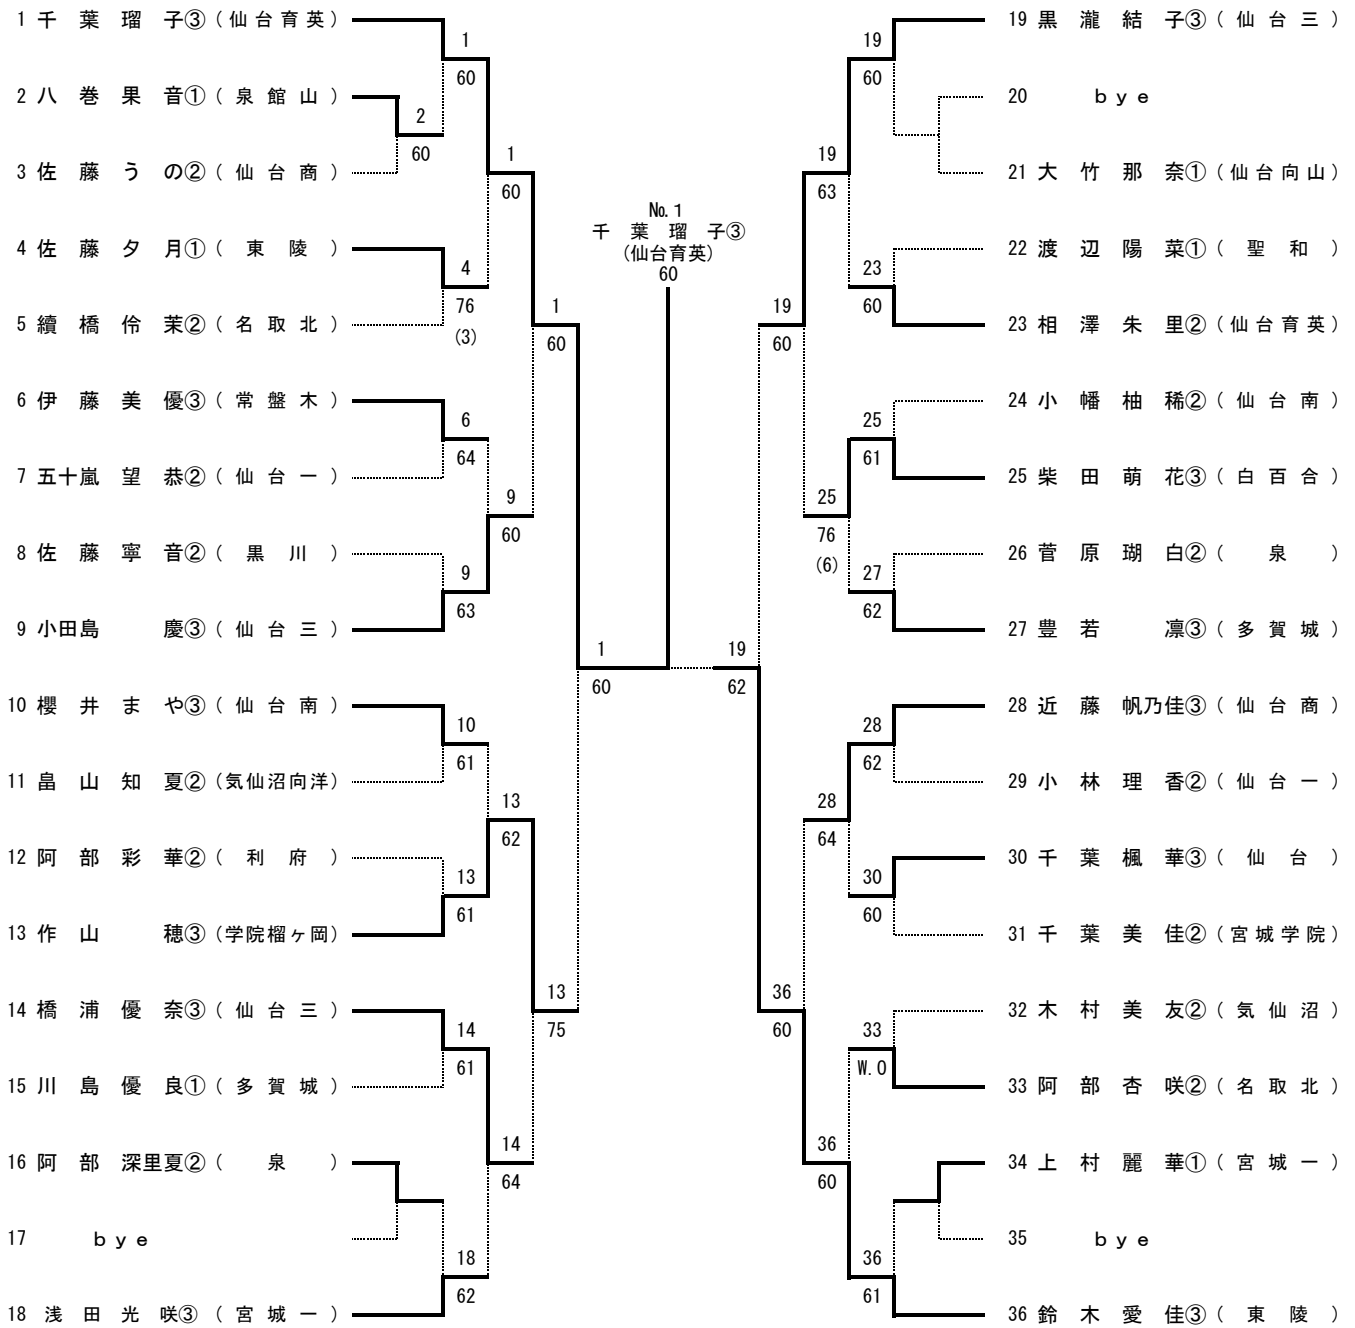 1 千葉瑠子③(仙台育英)
2 八巻果音①(泉館山)
3 佐藤うの②(仙台商)
4 佐藤夕月①(東陵)
5 續橋伶茉②(名取北)
6 伊藤美優③(常盤木)
7 五十嵐望恭②(仙台一)
8 佐藤寧音②(黒川)
9 小田島慶③(仙台三)
10 櫻井まや③(仙台南)
11 畠山知夏②(気仙沼向洋)
12 阿部彩華②(利府)
13 作山穂③(学院榴ヶ岡)
14 橋浦優奈③(仙台三)
15 川島優良①(多賀城)
16 阿部深里夏②(泉)
17 bye
18 浅田光咲③(宮城一)
1
60
2
60
4
76
(3)
6
64
9
63
10
61
13
61
14
61
18
62
1
60
9
60
13
62
14
64
1
60
13
75
1
60
№1
千葉瑠子③
(仙台育英)
60
19
62
19
60
36
60
19
63
25
76
(6)
28
64
36
60
19
60
23
60
25
61
27
62
28
62
30
60
33
W.O
36
61
19 黒瀧結子③(仙台三)
20 bye
21 大竹那奈①(仙台向山)
22 渡辺陽菜①(聖和)
23 相澤朱里②(仙台育英)
24 小幡柚稀②(仙台南)
25 柴田萌花③(白百合)
26 菅原瑚白②(泉)
27 豊若凛③(多賀城)
28 近藤帆乃佳③(仙台商)
29 小林理香②(仙台一)
30 千葉楓華③(仙台)
31 千葉美佳②(宮城学院)
32 木村美友②(気仙沼)
33 阿部杏咲②(名取北)
34 上村麗華①(宮城一)
35 bye
36 鈴木愛佳③(東陵)